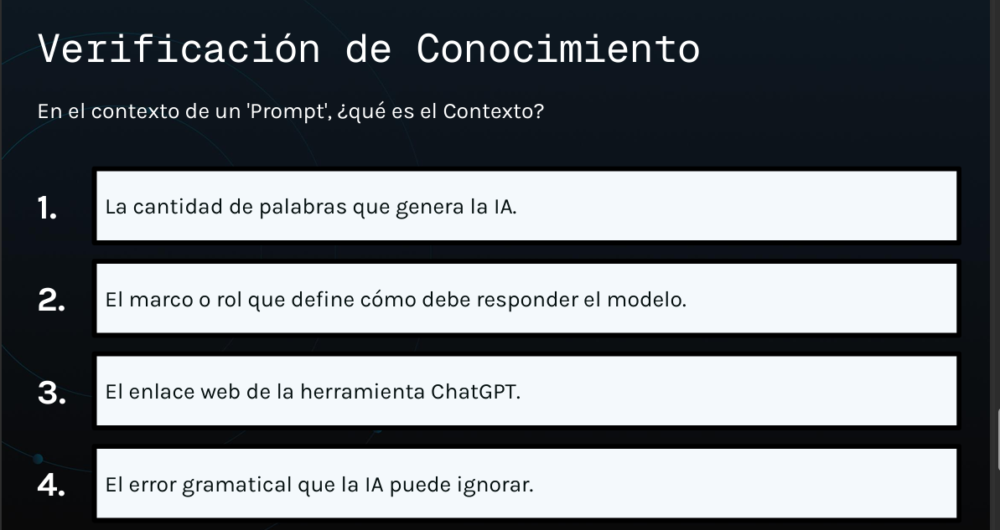 Verificación de Conocimiento
En el contexto de un 'Prompt', ¿qué es el Contexto?
1. La cantidad de palabras que genera la IA.
2. El marco o rol que define cómo debe responder el modelo.
3. El enlace web de la herramienta ChatGPT.
4. El error gramatical que la IA puede ignorar.